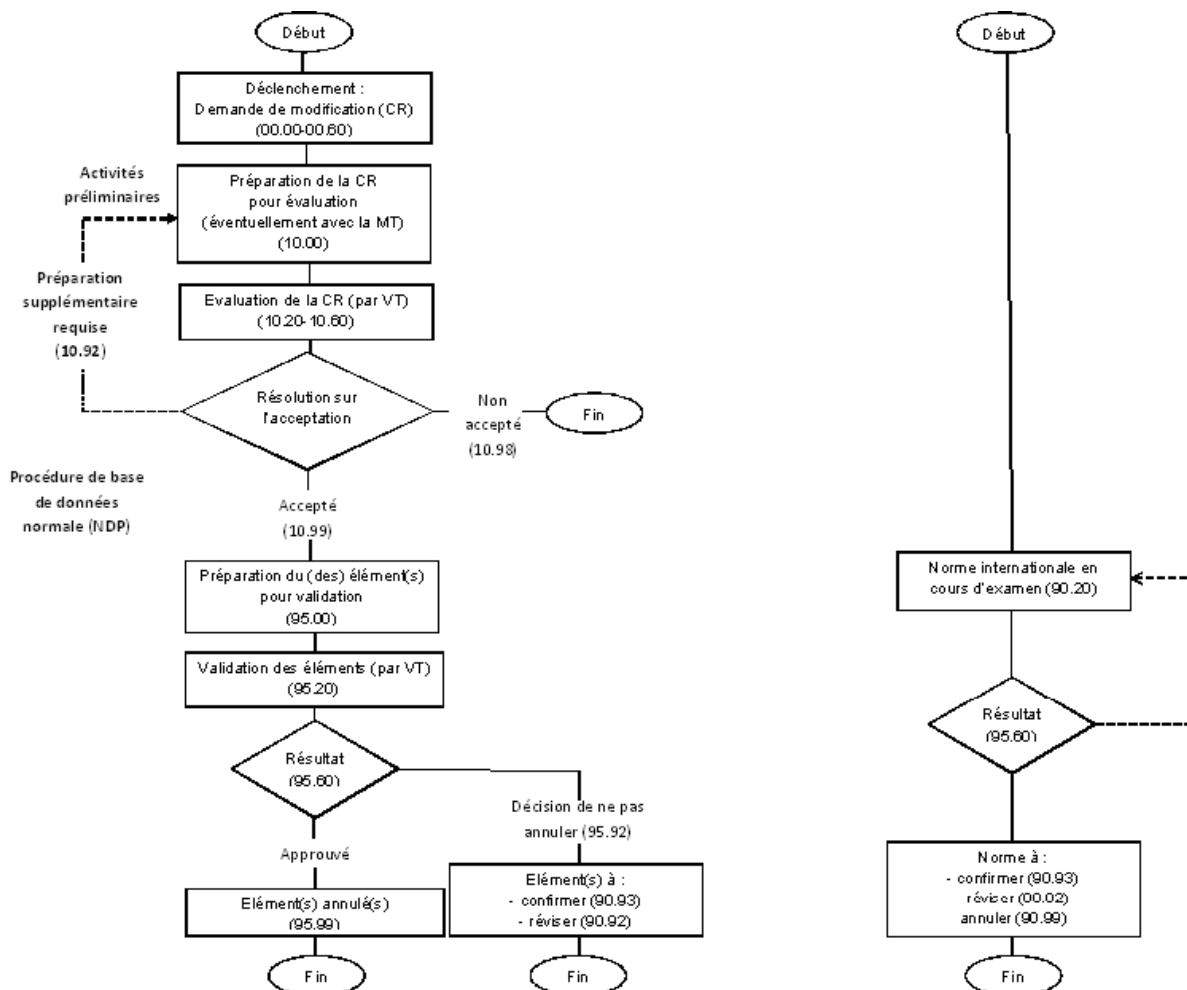 Début
Déclenchement :
Demande de modification (CR)
(00.00-00.60)
Activités
préliminaires
Préparation de la CR
pour évaluation
(éventuellement avec la MT)
(10.00)
Préparation
supplémentaire
requise
(10.92)
Evaluation de la CR (par VT)
(10.20-10.60)
Résolution sur
l'acceptation
Non
accepté
(10.98)
Fin
Procédure de base
de données
normale (NDP)
Accepté
(10.99)
Préparation du (des) élément(s)
pour validation
(95.00)
Validation des éléments (par VT)
(95.20)
Résultat
(95.60)
Décision de ne pas
annuler (95.92)
Approuvé
Elément(s) annulé(s)
(95.99)
Elément(s) à :
- confirmer (90.93)
- réviser (90.92)
Fin
Fin
Début
Norme internationale en
cours d'examen (90.20)
Résultat
(95.60)
Norme à :
- confirmer (90.93)
- réviser (00.02)
annuler (90.99)
Fin